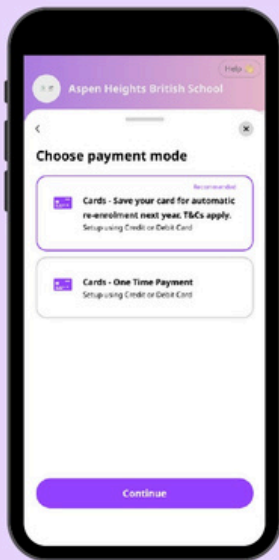 Help
Aspen Heights British School
Choose payment mode
Recommended
Cards - Save your card for automatic
re-enrolment next year. T&Cs apply.
Setup using Credit or Debit Card
Cards - One Time Payment
Setup using Credit or Debit Card
Continue